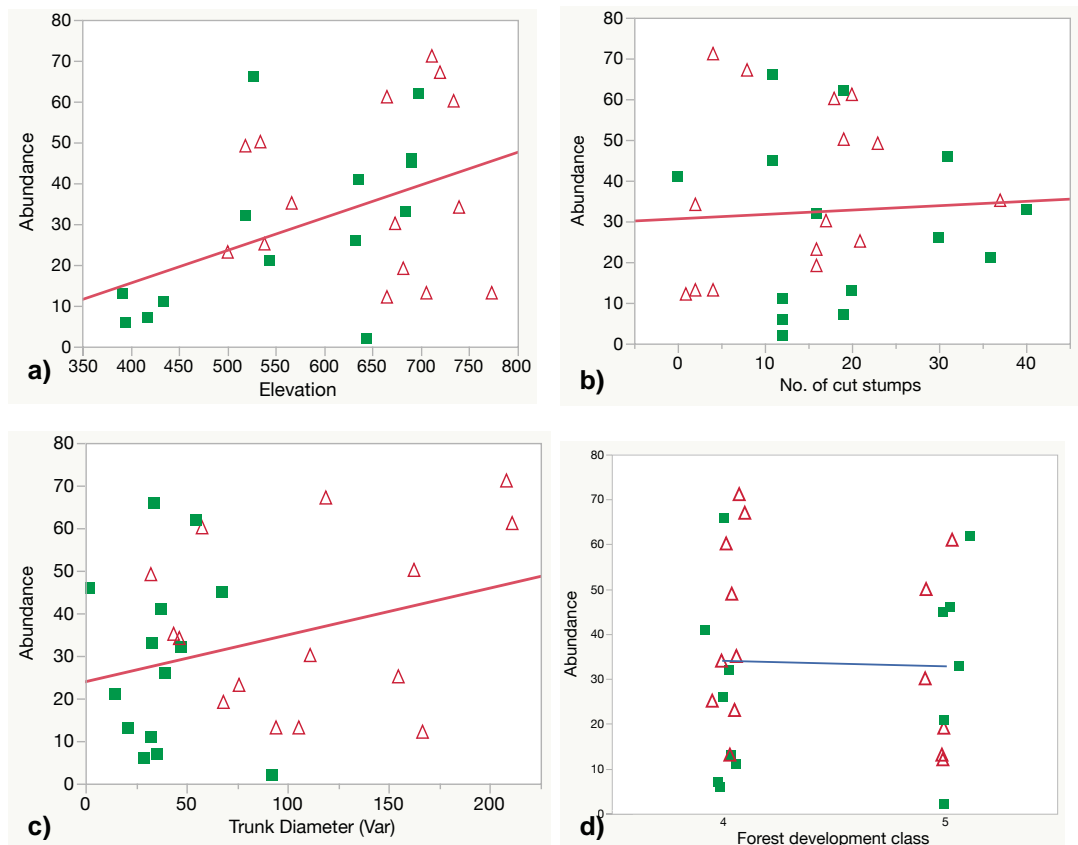 80
70
60
50
40
30
20
10
0
350 400 450 500 550 600 650 700 750 800
Abundance
Elevation
a)
80
70
60
50
40
30
20
10
0
0 10 20 30 40
Abundance
No. of cut stumps
b)
80
70
60
50
40
30
20
10
0
0 50 100 150 200
Abundance
Trunk Diameter (Var)
c)
80
70
60
50
40
30
20
10
0
4 5
Abundance
Forest development class
d)